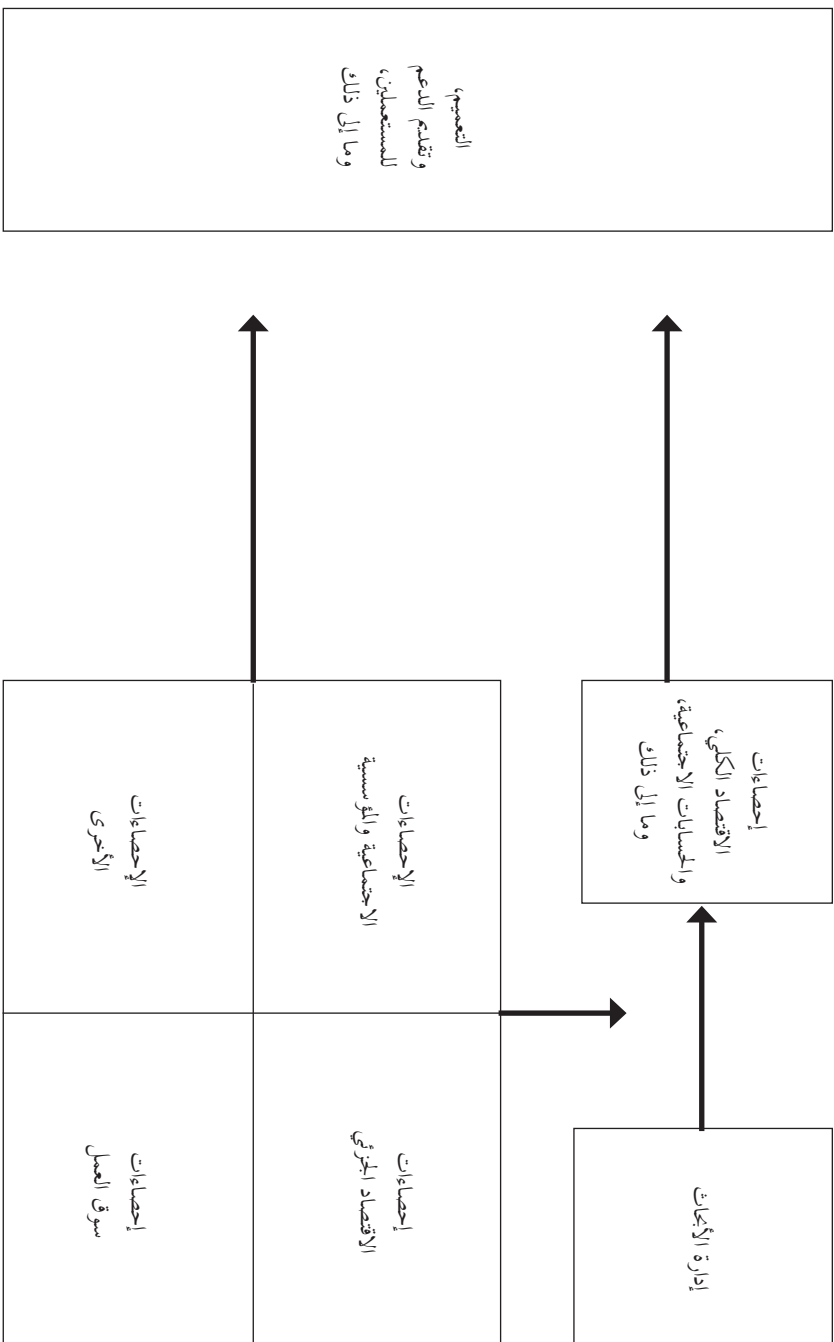 إدارة الأبحاث
إحصاءات
الاقتصاد الكلي،
والحسابات الاجتماعية،
وما إلى ذلك
التعميم،
وتقديم الدعم
للمستعملين،
وما إلى ذلك
إحصاءات
الاقتصاد الجزئي
الإحصاءات
الاجتماعية والمؤسسية
إحصاءات
سوق العمل
الإحصاءات
الأخرى